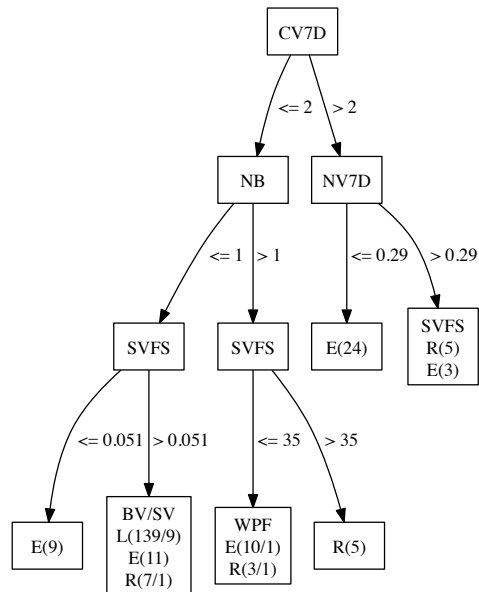 CV7D
<= 2
> 2
NB
NV7D
<= 1
> 1
<= 0.29
> 0.29
SVFS
SVFS
E(24)
SVFS
R(5)
E(3)
<= 0.051
> 0.051
<= 35
> 35
E(9)
BV/SV
L(139/9)
E(11)
R(7/1)
WPF
E(10/1)
R(3/1)
R(5)